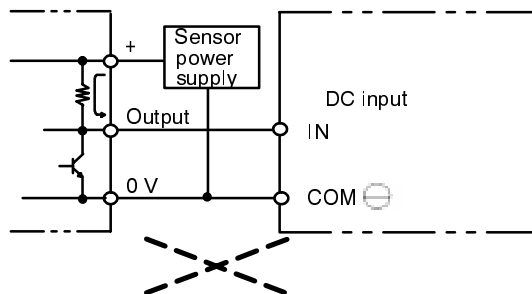 +
Sensor
power
supply
DC input
Output
IN
0 V
COM ⊖